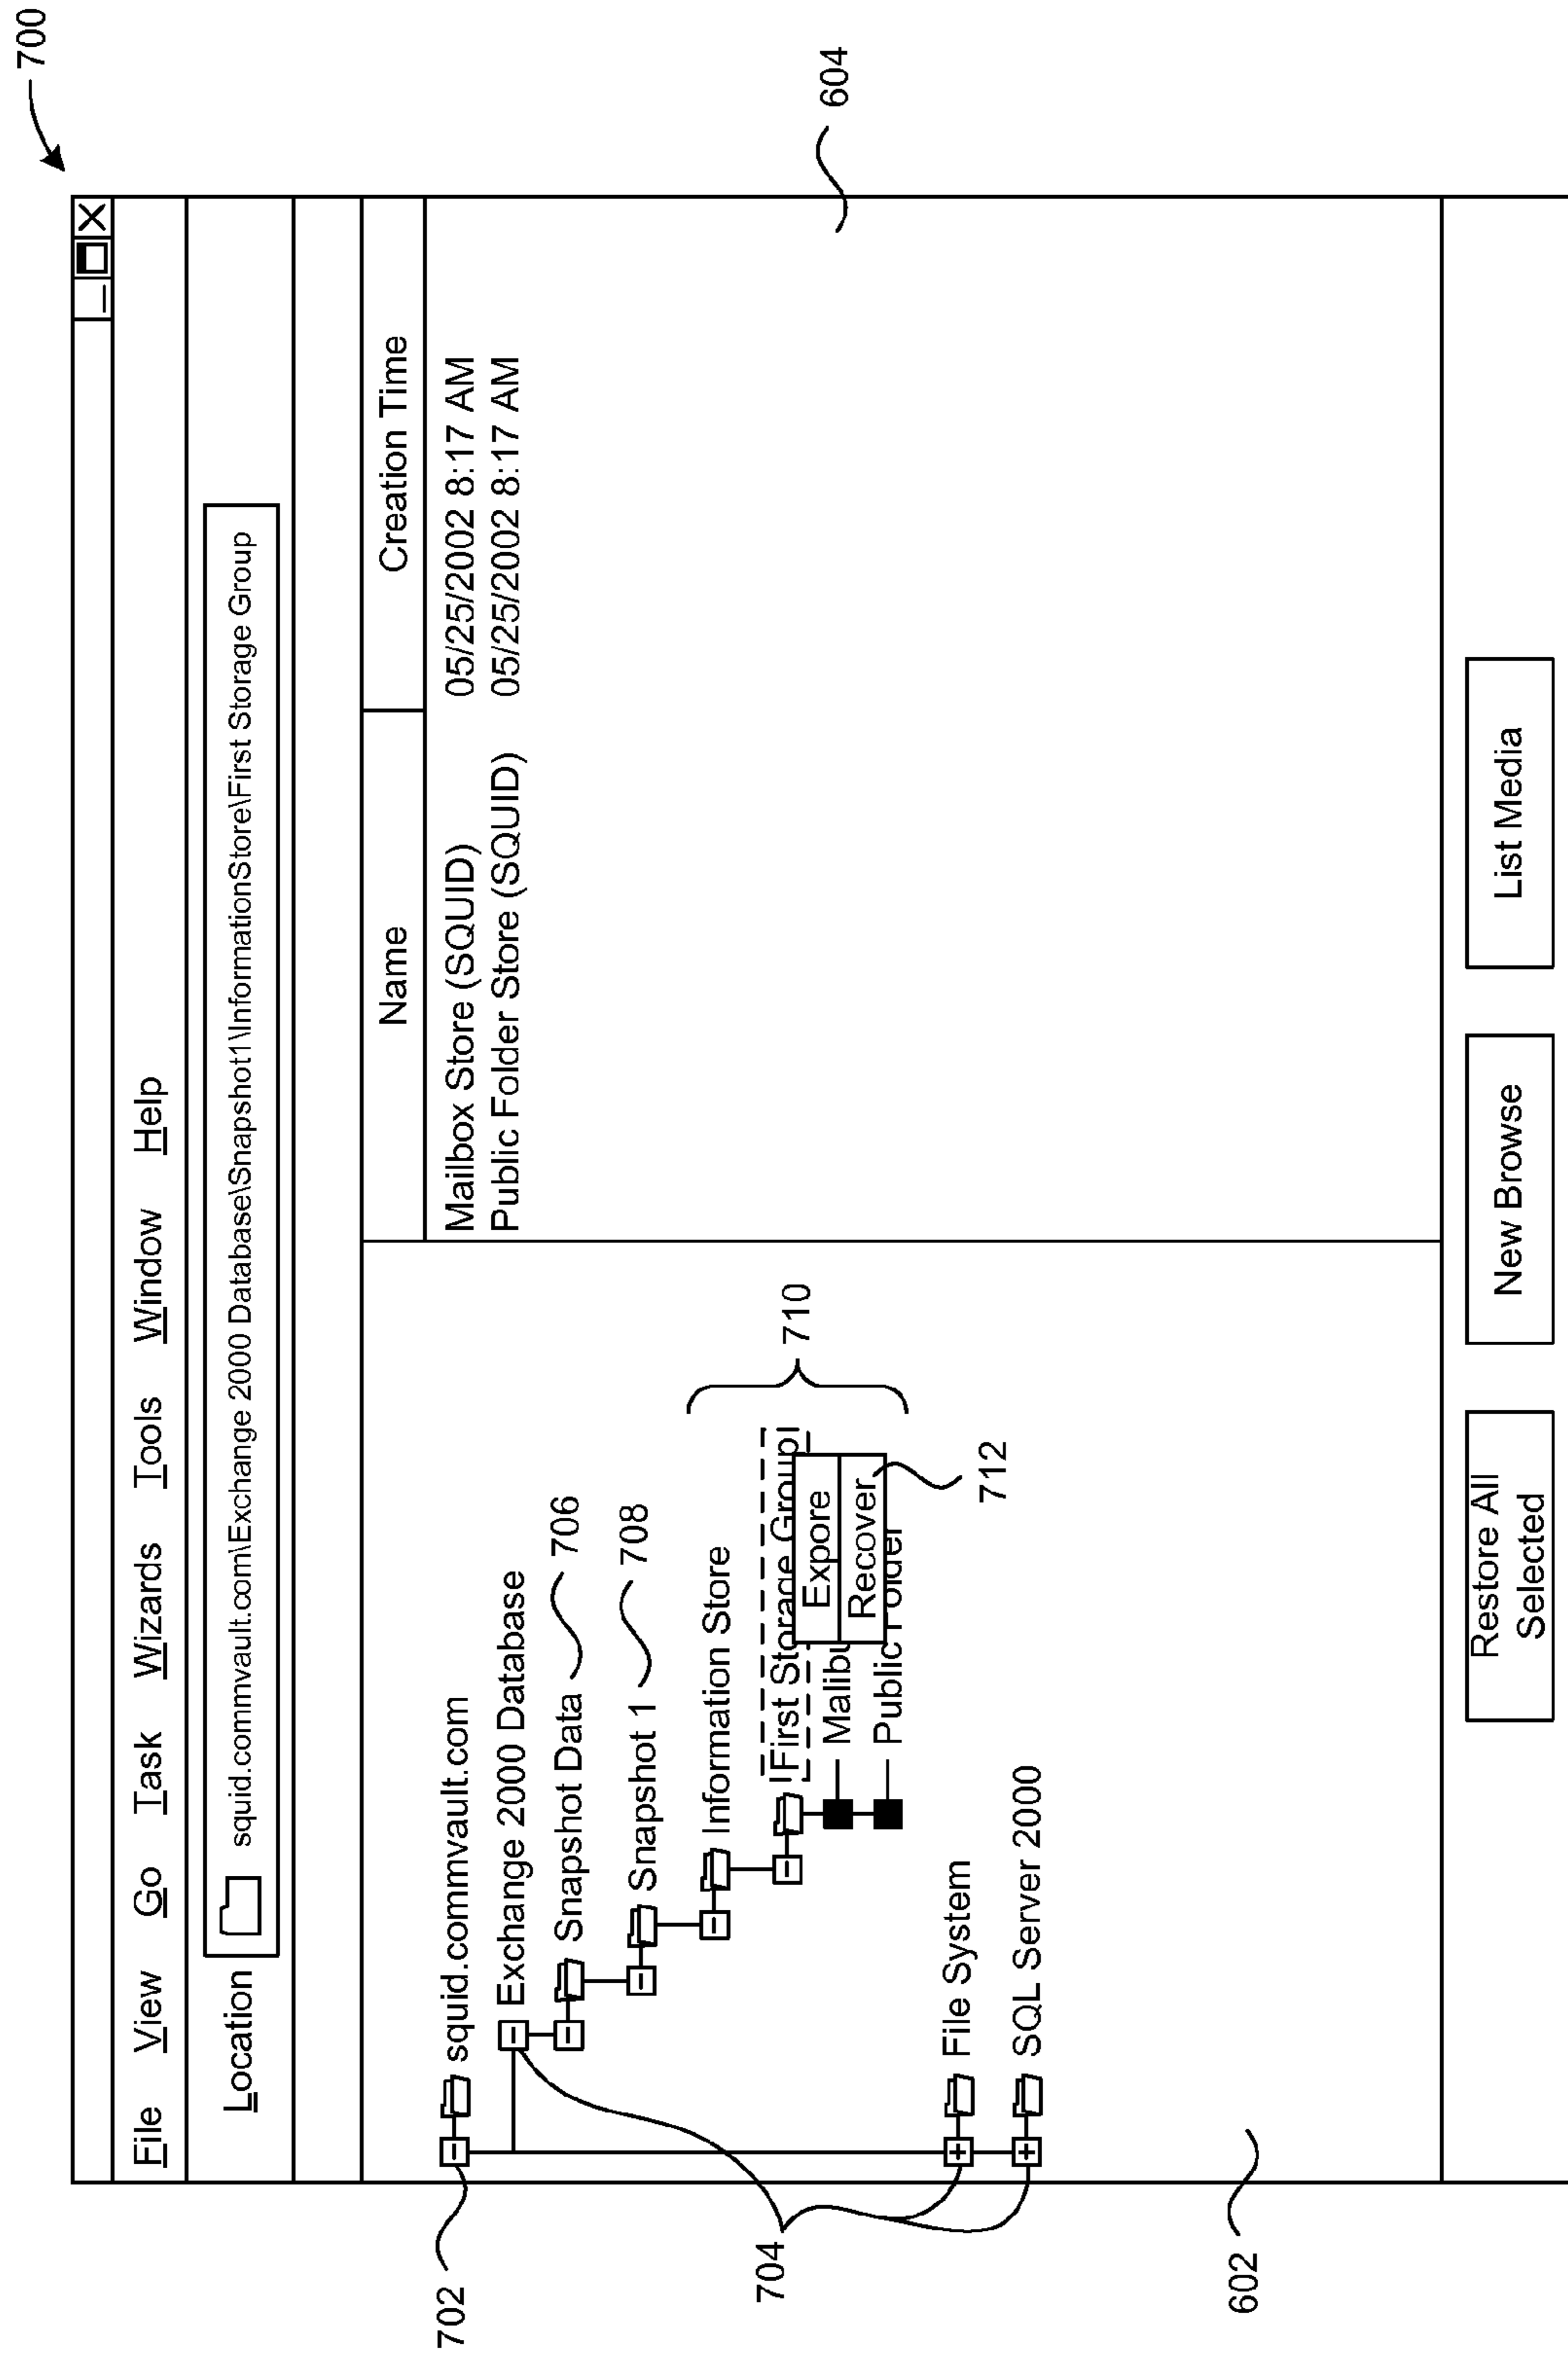 700
File View Go Task Wizards Tools Window Help
Location squid.commvault.com\Exchange 2000 Database\Snapshot1\InformationStore\First Storage Group
Name Creation Time
Mailbox Store (SQUID) 05/25/2002 8:17 AM
Public Folder Store (SQUID) 05/25/2002 8:17 AM
604
702
squid.commvault.com
Exchange 2000 Database
Snapshot Data
706
Snapshot 1
708
Information Store
First Storage Group
710
Expore
Malibu
Recover
Public Folder
712
704
File System
SQL Server 2000
602
Restore All
Selected
New Browse
List Media